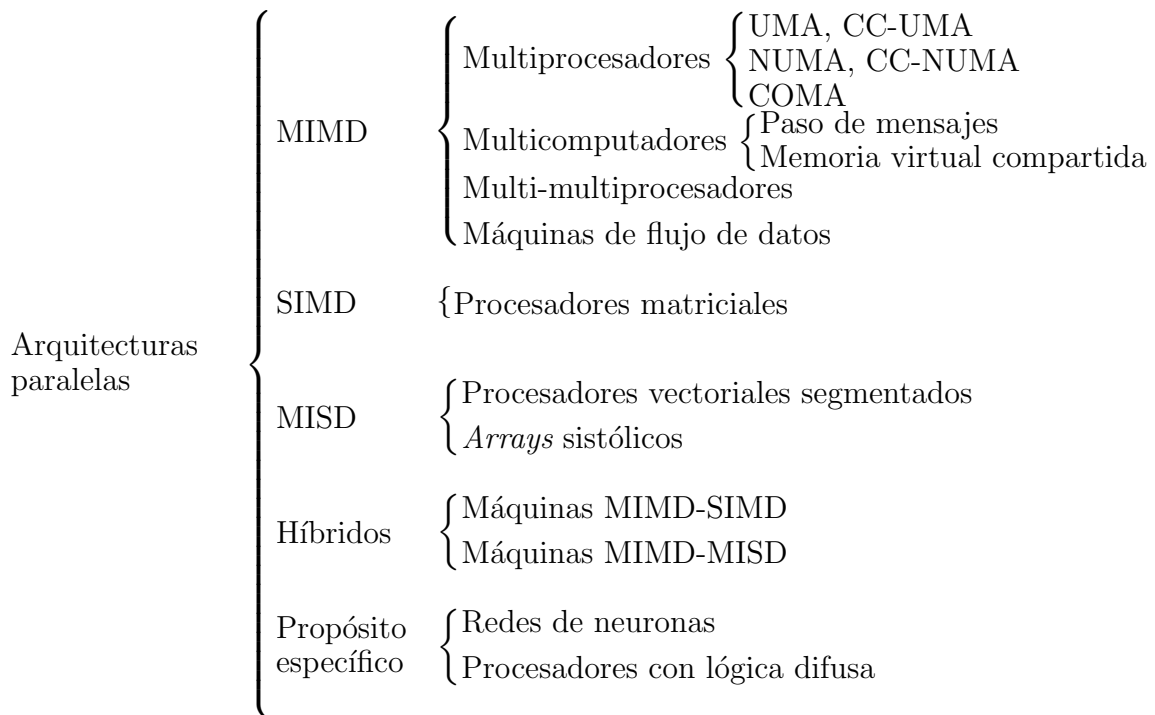 Arquitecturas
paralelas
MIMD
Multiprocesadores
UMA, CC-UMA
NUMA, CC-NUMA
COMA
Multicomputadores
Paso de mensajes
Memoria virtual compartida
Multi-multiprocesadores
Máquinas de flujo de datos
SIMD
Procesadores matriciales
MISD
Procesadores vectoriales segmentados
Arrays sistólicos
Híbridos
Máquinas MIMD-SIMD
Máquinas MIMD-MISD
Propósito
específico
Redes de neuronas
Procesadores con lógica difusa